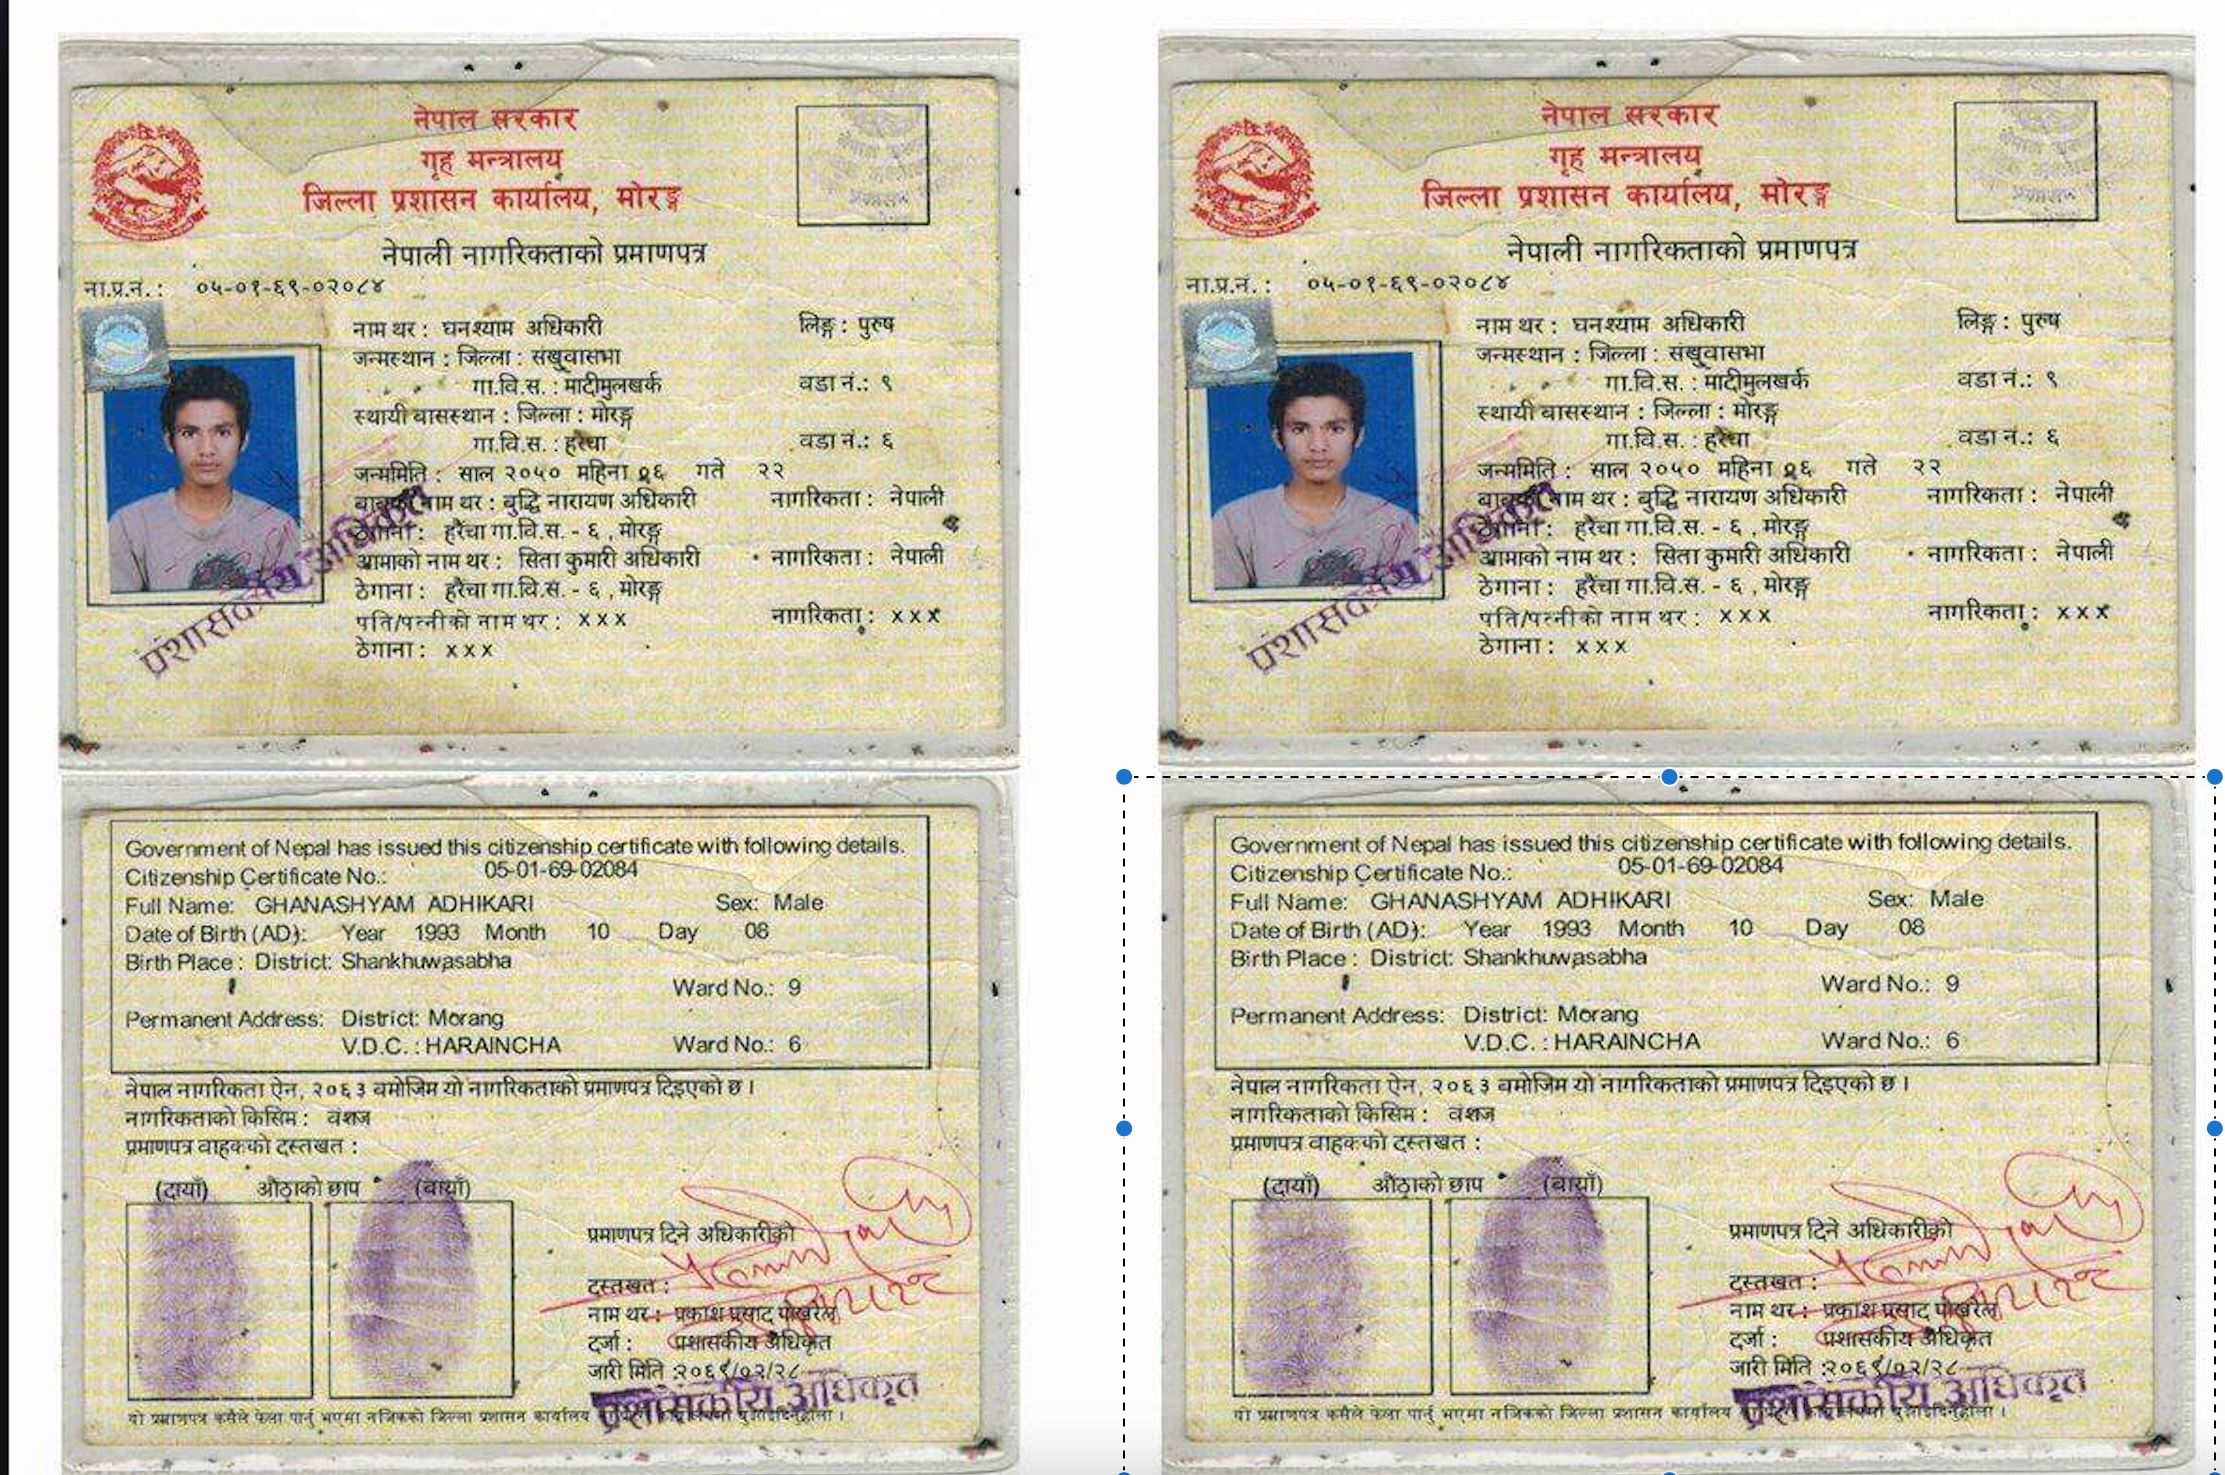 नेपाल सरकार
गृह मन्त्रालय
जिल्ला प्रशासन कार्यालय, मोरङ्ग
नेपाली नागरिकताको प्रमाणपत्र
ना.प्र.नं. : ०५-०१-६९-०२०८४
नाम थर : घनश्याम अधिकारी लिङ्ग : पुरुष
जन्मस्थान : जिल्ला : संखुवासभा
गा.वि.स. : मादीमुलखर्क वडा नं.: ९
स्थायी बासस्थान : जिल्ला : मोरङ्ग
गा.वि.स. : हरैचा वडा नं.: ६
जन्ममिति : साल २०५० महिना ०६ गते २२
बाबुको नाम थर : बुद्धि नारायण अधिकारी नागरिकता : नेपाली
ठेगाना : हरैंचा गा.वि.स. - ६ , मोरङ्ग
आमाको नाम थर : सिता कुमारी अधिकारी नागरिकता : नेपाली
ठेगाना : हरैंचा गा.वि.सं. - ६ , मोरङ्ग
पति/पत्नीको नाम थर : x x x नागरिकता : x x x
ठेगाना : x x x
प्रशासकीय अधिकृत
Government of Nepal has issued this citizenship certificate with following details.
Citizenship Certificate No.: 05-01-69-02084
Full Name: GHANASHYAM ADHIKARI Sex: Male
Date of Birth (AD): Year 1993 Month 10 Day 08
Birth Place : District: Shankhuwasabha
Ward No.: 9
Permanent Address: District: Morang
V.D.C. : HARAINCHA Ward No.: 6
नेपाल नागरिकता ऐन, २०६३ बमोजिम यो नागरिकताको प्रमाणपत्र दिइएको छ ।
नागरिकताको किसिम : वंशज
प्रमाणपत्र वाहकको दस्तखत :
(दायाँ) औंठाको छाप (बायाँ)
प्रमाणपत्र दिने अधिकारीको
दस्तखत :
नाम थर : प्रकाश प्रसाद पोखरेल
दर्जा : प्रशासकीय अधिकृत
जारी मिति :२०६९/०२/२८
प्रशासकीय अधिकृत
यो प्रमाणपत्र कसैले फेला पार्नु भएमा नजिकको जिल्ला प्रशासन कार्यालय
नेपाल सरकार
गृह मन्त्रालय
जिल्ला प्रशासन कार्यालय, मोरङ्ग
नेपाली नागरिकताको प्रमाणपत्र
ना.प्र.नं. : ०५-०१-६९-०२०८४
नाम थर : घनश्याम अधिकारी लिङ्ग : पुरुष
जन्मस्थान : जिल्ला : संखुवासभा
गा.वि.स. : मादीमुलखर्क वडा नं.: ९
स्थायी बासस्थान : जिल्ला : मोरङ्ग
गा.वि.स. : हरैचा वडा नं.: ६
जन्ममिति : साल २०५० महिना ०६ गते २२
बाबुको नाम थर : बुद्धि नारायण अधिकारी नागरिकता : नेपाली
ठेगाना : हरैंचा गा.वि.स. - ६ , मोरङ्ग
आमाको नाम थर : सिता कुमारी अधिकारी नागरिकता : नेपाली
ठेगाना : हरैंचा गा.वि.सं. - ६ , मोरङ्ग
पति/पत्नीको नाम थर : x x x नागरिकता : x x x
ठेगाना : x x x
प्रशासकीय अधिकृत
Government of Nepal has issued this citizenship certificate with following details.
Citizenship Certificate No.: 05-01-69-02084
Full Name: GHANASHYAM ADHIKARI Sex: Male
Date of Birth (AD): Year 1993 Month 10 Day 08
Birth Place : District: Shankhuwasabha
Ward No.: 9
Permanent Address: District: Morang
V.D.C. : HARAINCHA Ward No.: 6
नेपाल नागरिकता ऐन, २०६३ बमोजिम यो नागरिकताको प्रमाणपत्र दिइएको छ ।
नागरिकताको किसिम : वंशज
प्रमाणपत्र वाहकको दस्तखत :
(दायाँ) औंठाको छाप (बायाँ)
प्रमाणपत्र दिने अधिकारीको
दस्तखत :
नाम थर : प्रकाश प्रसाद पोखरेल
दर्जा : प्रशासकीय अधिकृत
जारी मिति :२०६९/०२/२८
प्रशासकीय अधिकृत
यो प्रमाणपत्र कसैले फेला पार्नु भएमा नजिकको जिल्ला प्रशासन कार्यालय